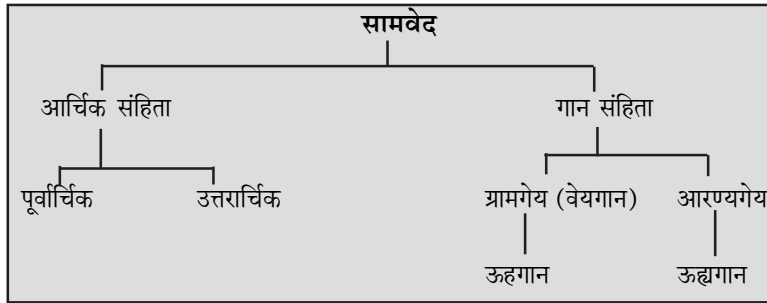 सामवेद
आर्चिक संहिता गान संहिता
पूर्वार्चिक उत्तरार्चिक ग्रामगेय (वेयगान) आरण्यगेय
ऊहगान ऊह्यगान